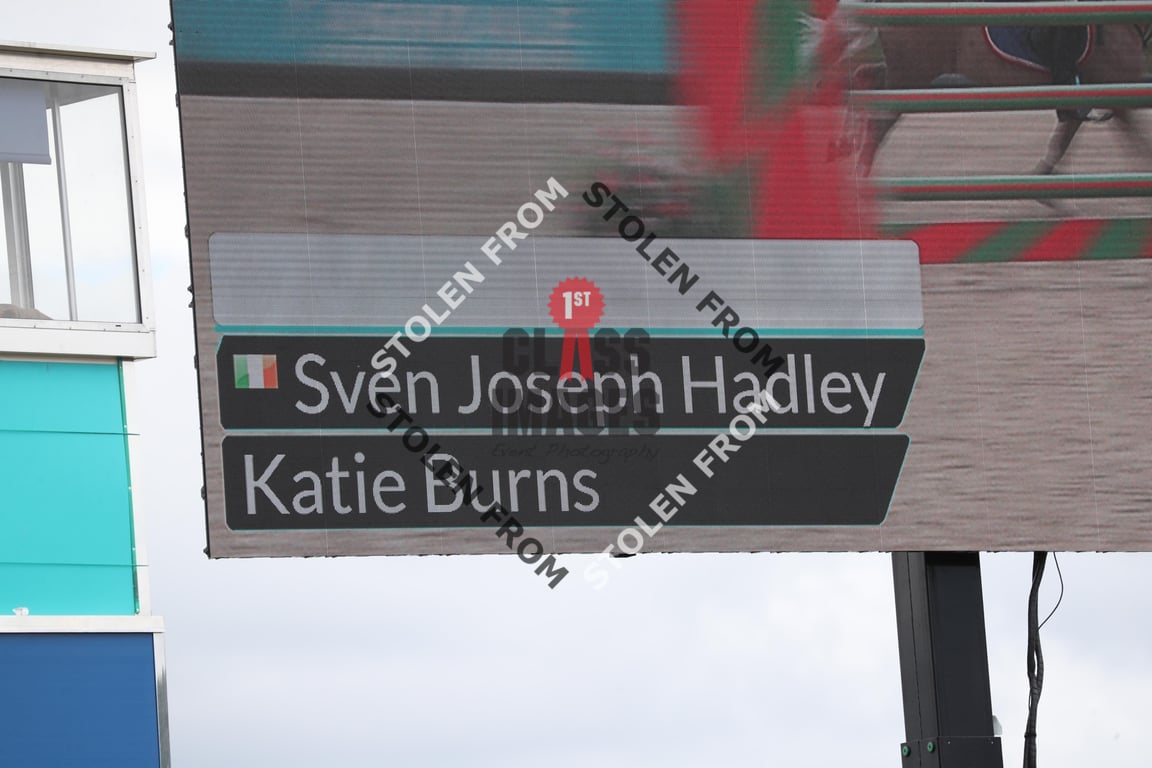 STOLEN FROM
STOLEN FROM
1ST
CLASS
IMAGES
Event Photography
Sven Joseph Hadley
Katie Burns
STOLEN FROM
STOLEN FROM